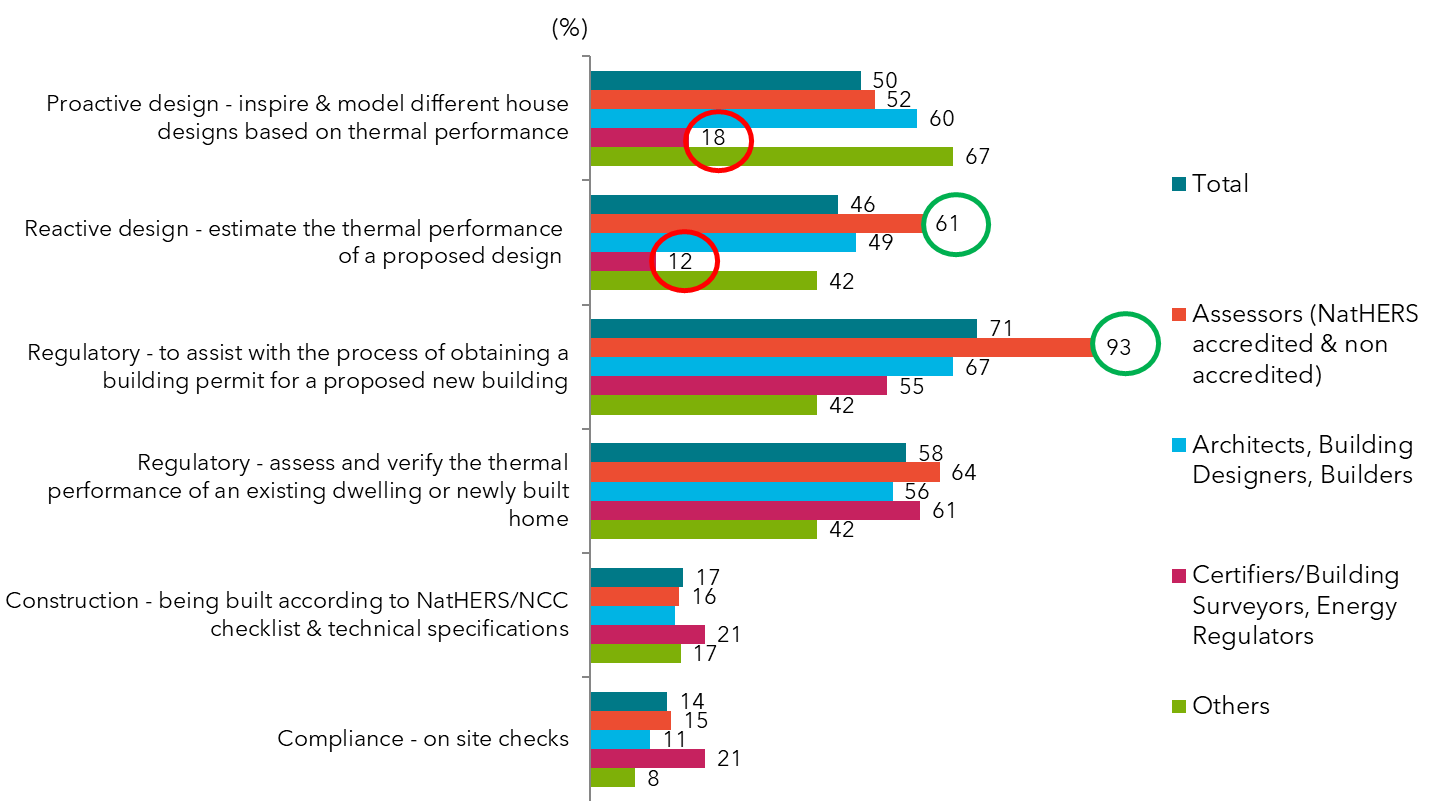 (%)
Proactive design - inspire & model different house
designs based on thermal performance
50
52
60
18
67
Reactive design - estimate the thermal performance
of a proposed design
46
61
49
12
42
Regulatory - to assist with the process of obtaining a
building permit for a proposed new building
71
93
67
55
42
Regulatory - assess and verify the thermal
performance of an existing dwelling or newly built
home
58
64
56
61
42
Construction - being built according to NatHERS/NCC
checklist & technical specifications
17
16
21
17
Compliance - on site checks
14
15
11
21
8
Total
Assessors (NatHERS
accredited & non
accredited)
Architects, Building
Designers, Builders
Certifiers/Building
Surveyors, Energy
Regulators
Others